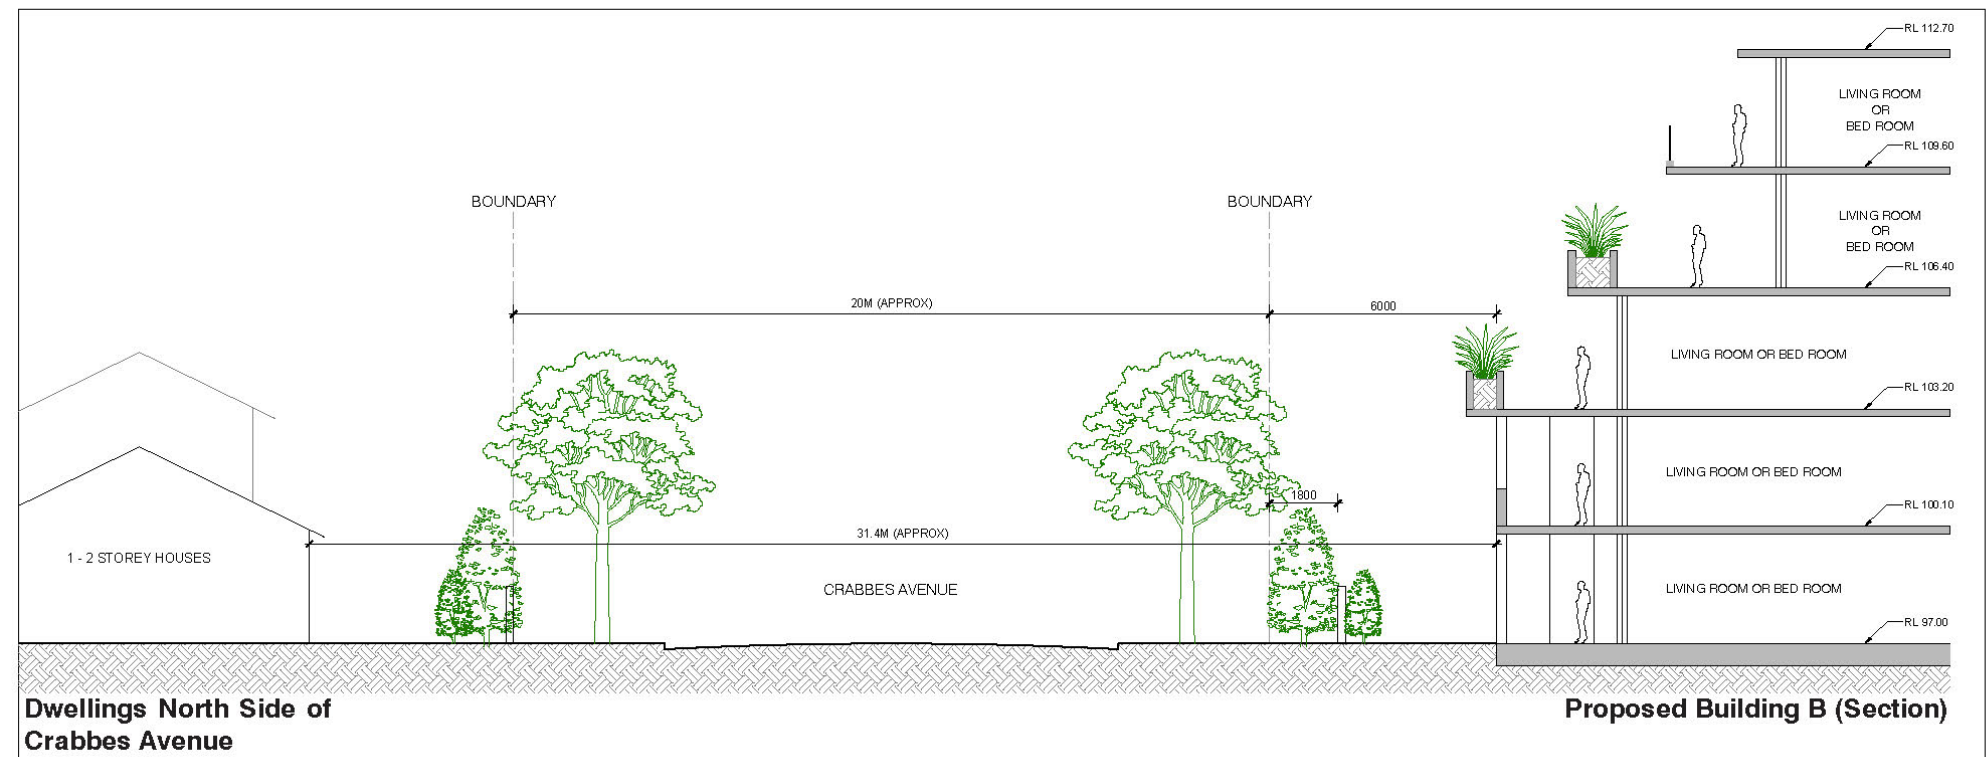 RL 112.70
LIVING ROOM
OR
BED ROOM
RL 109.60
BOUNDARY
BOUNDARY
LIVING ROOM
OR
BED ROOM
RL 106.40
20M (APPROX)
6000
LIVING ROOM OR BED ROOM
RL 103.20
LIVING ROOM OR BED ROOM
1800
RL 100.10
31.4M (APPROX)
1 - 2 STOREY HOUSES
CRABBES AVENUE
LIVING ROOM OR BED ROOM
RL 97.00
Dwellings North Side of
Crabbes Avenue
Proposed Building B (Section)